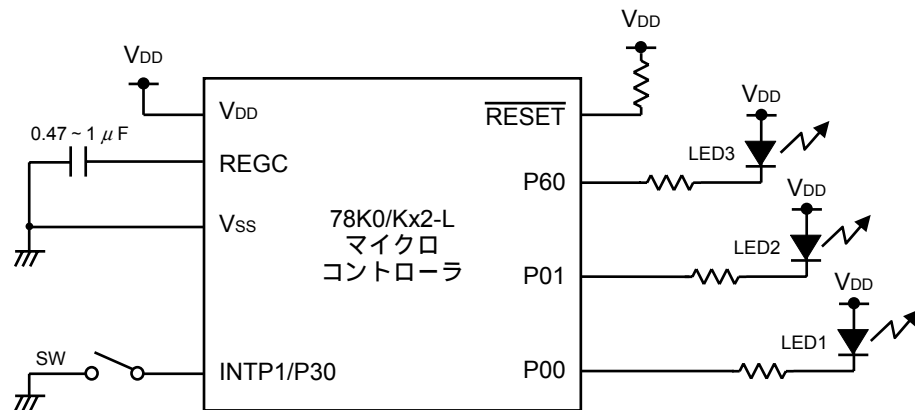 VDD
VDD
VDD
RESET
VDD
0.47 ~ 1 μF
LED3
REGC
P60
VDD
VSS
78K0/Kx2-L
マイクロ
コントローラ
LED2
P01
VDD
SW
INTP1/P30
LED1
P00